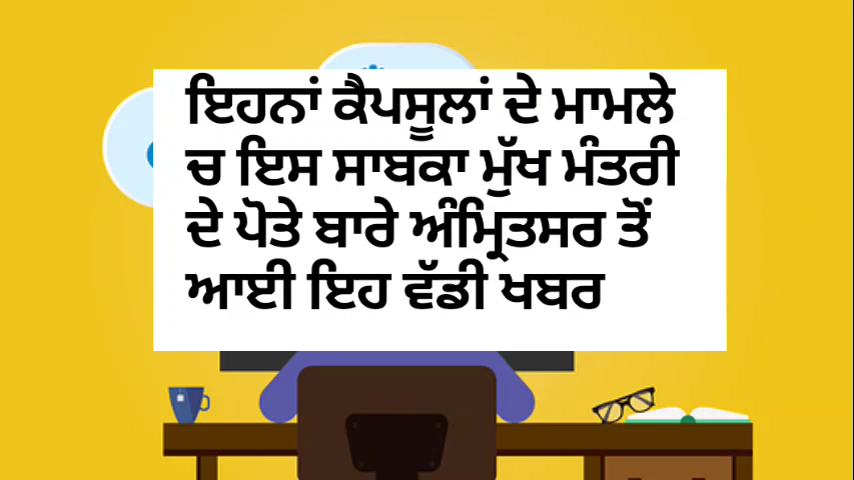 ਇਹਨਾਂ ਕੈਪਸੂਲਾਂ ਦੇ ਮਾਮਲੇ
ਚ ਇਸ ਸਾਬਕਾ ਮੁੱਖ ਮੰਤਰੀ
ਦੇ ਪੋਤੇ ਬਾਰੇ ਅੰਮ੍ਰਿਤਸਰ ਤੋਂ
ਆਈ ਇਹ ਵੱਡੀ ਖਬਰ